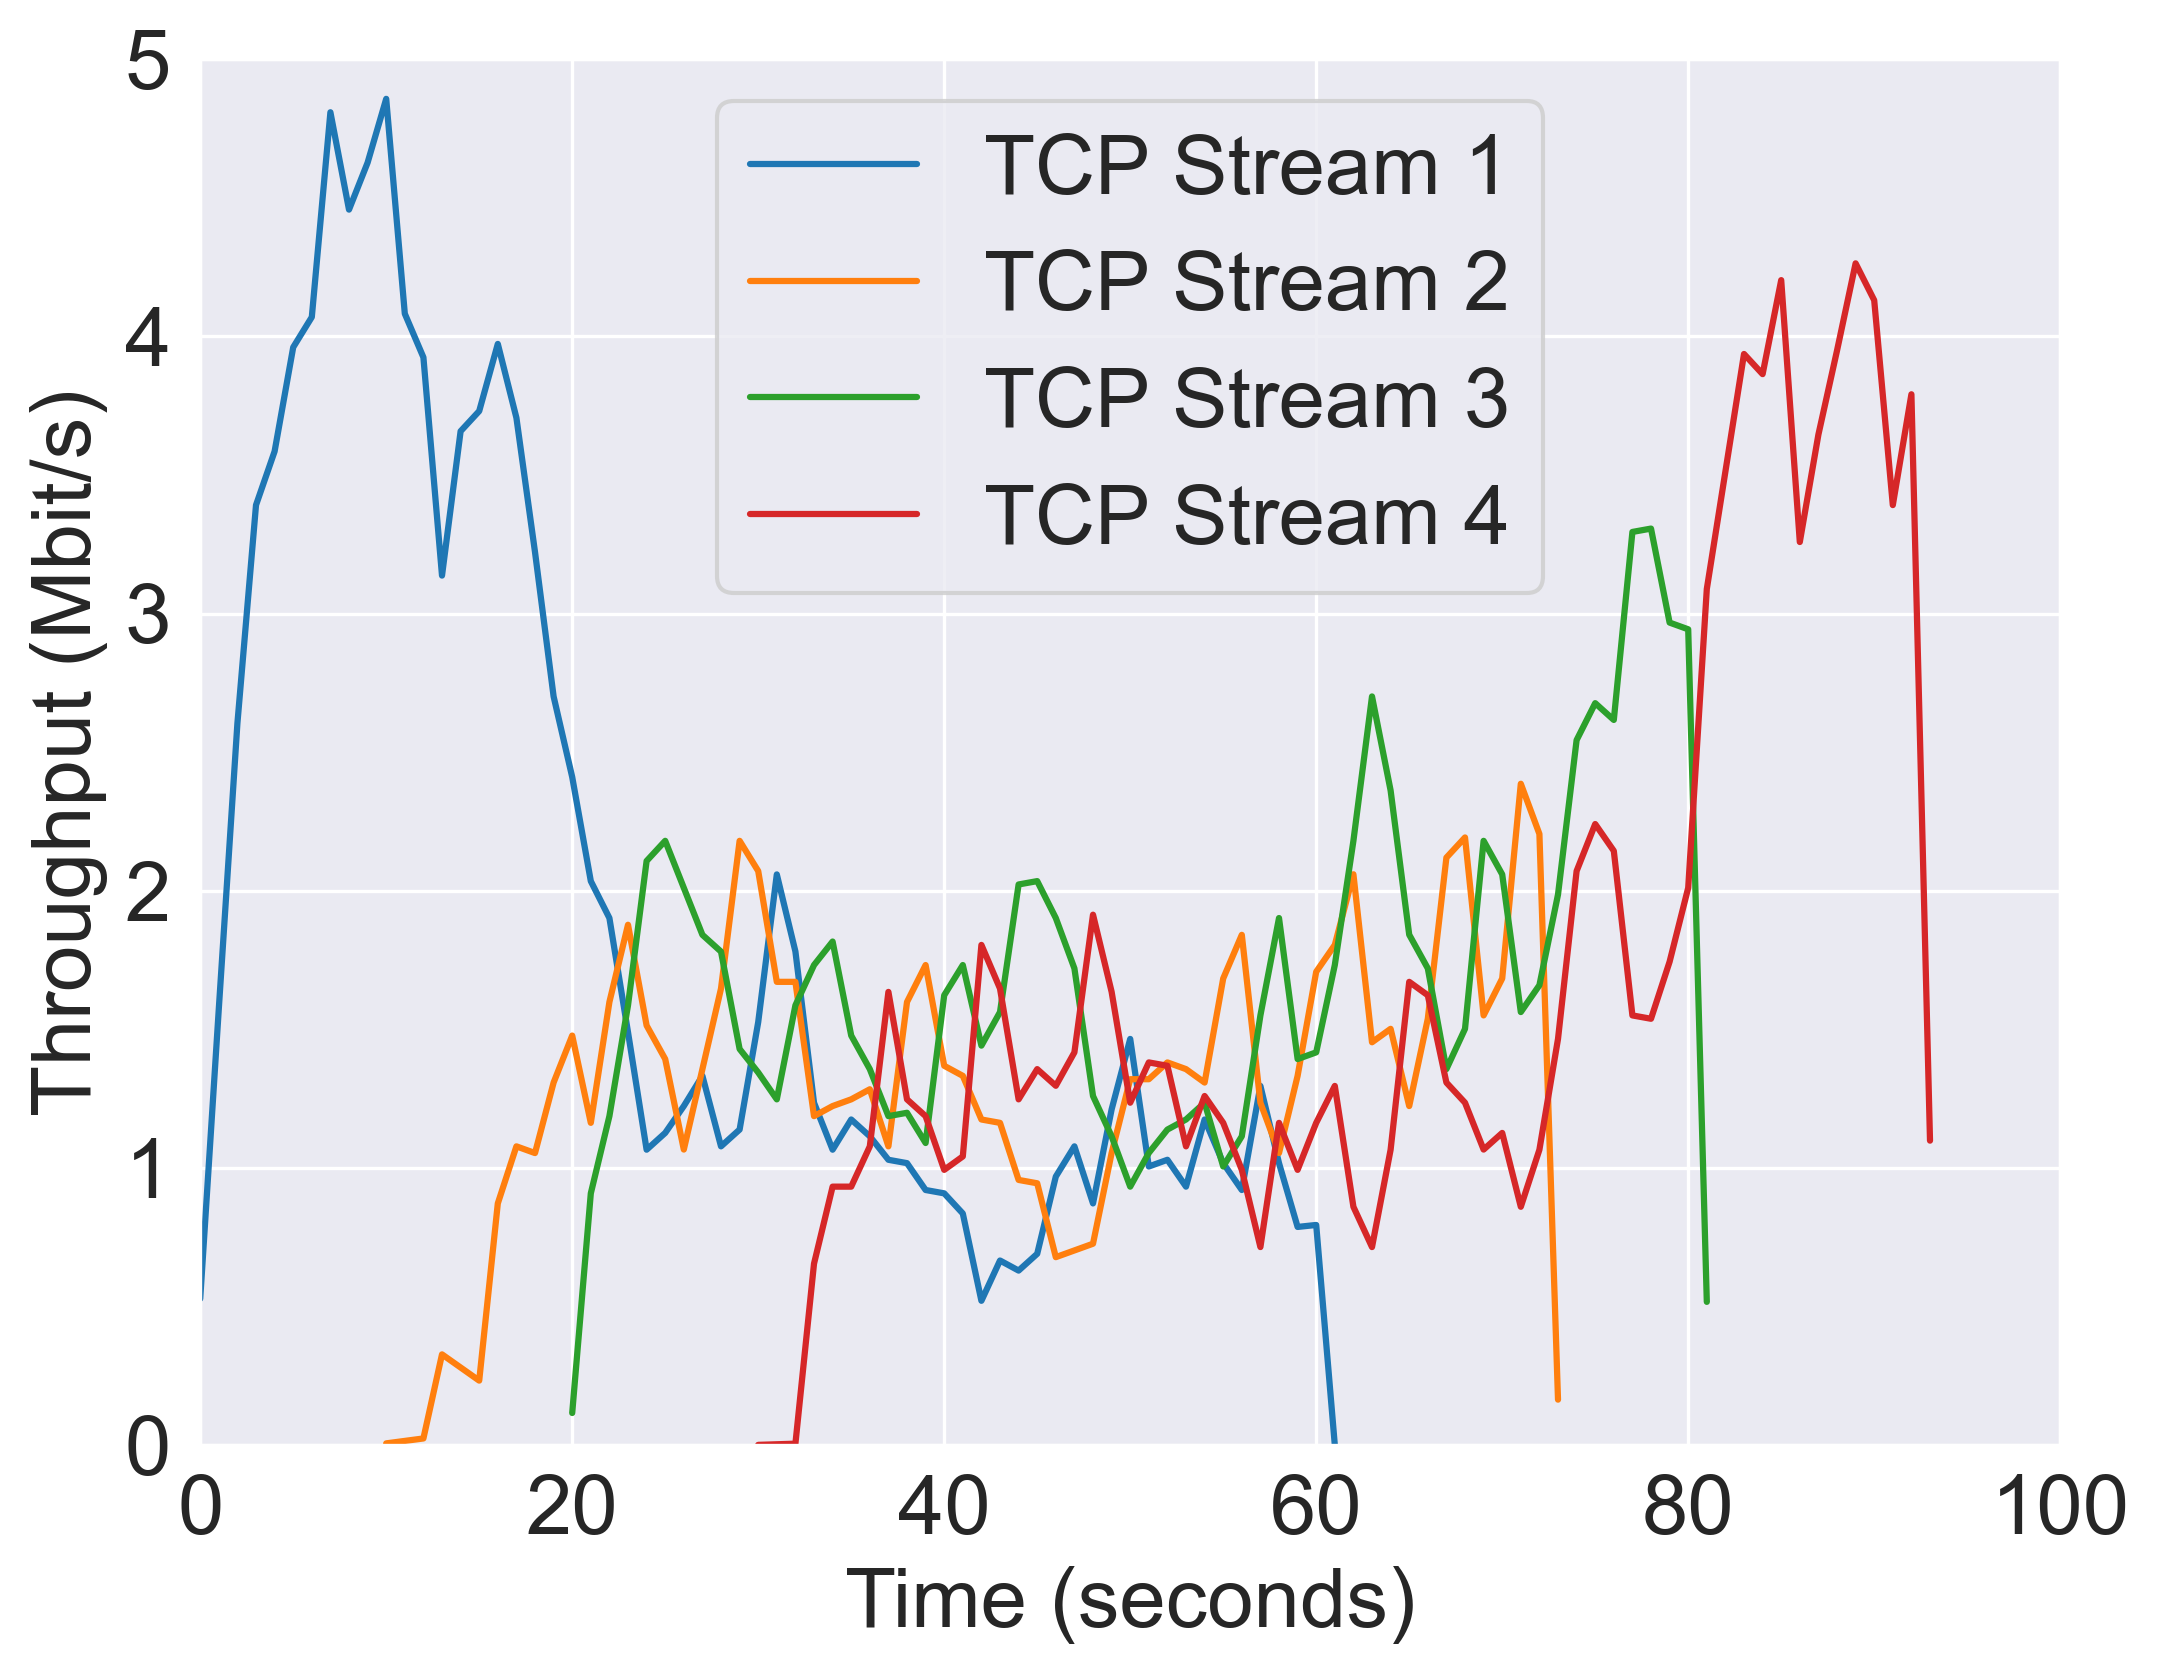 5
4
3
2
1
0
Throughput (Mbit/s)
TCP Stream 1
TCP Stream 2
TCP Stream 3
TCP Stream 4
0 20 40 60 80 100
Time (seconds)